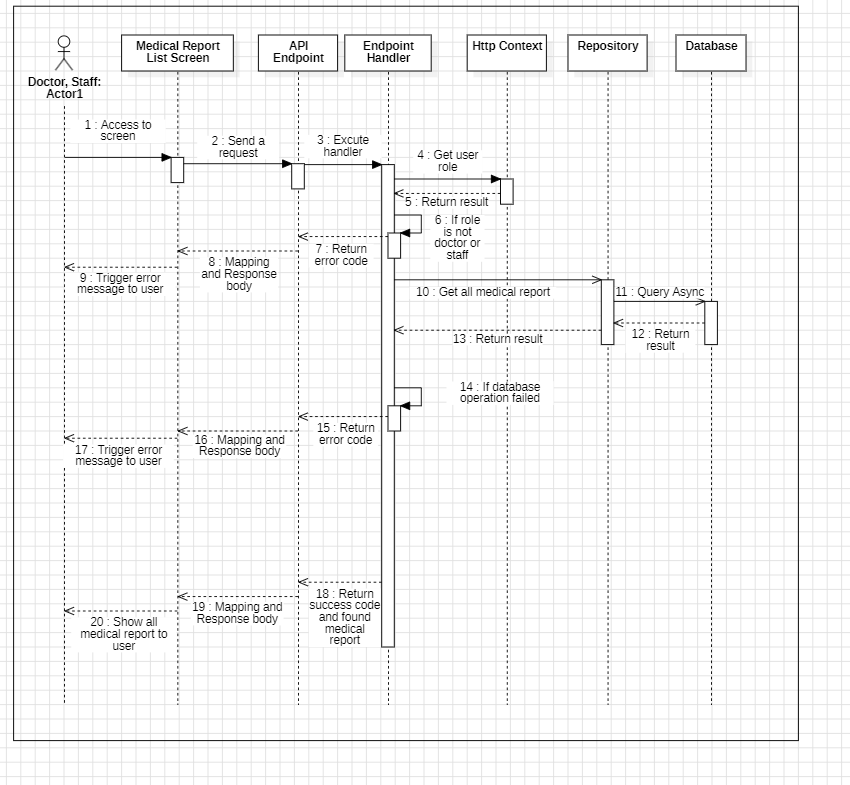 Doctor, Staff:
Actor1
Medical Report
List Screen
API
Endpoint
Endpoint
Handler
Http Context
Repository
Database
1 : Access to
screen
2 : Send a
request
3 : Excute
handler
4 : Get user
role
5 : Return result
6 : If role
is not
doctor or
staff
7 : Return
error code
8 : Mapping
and Response
body
9 : Trigger error
message to user
10 : Get all medical report
11 : Query Async
12 : Return
result
13 : Return result
14 : If database
operation failed
15 : Return
error code
16 : Mapping and
Response body
17 : Trigger error
message to user
18 : Return
success code
and found
medical
report
19 : Mapping and
Response body
20 : Show all
medical report to
user